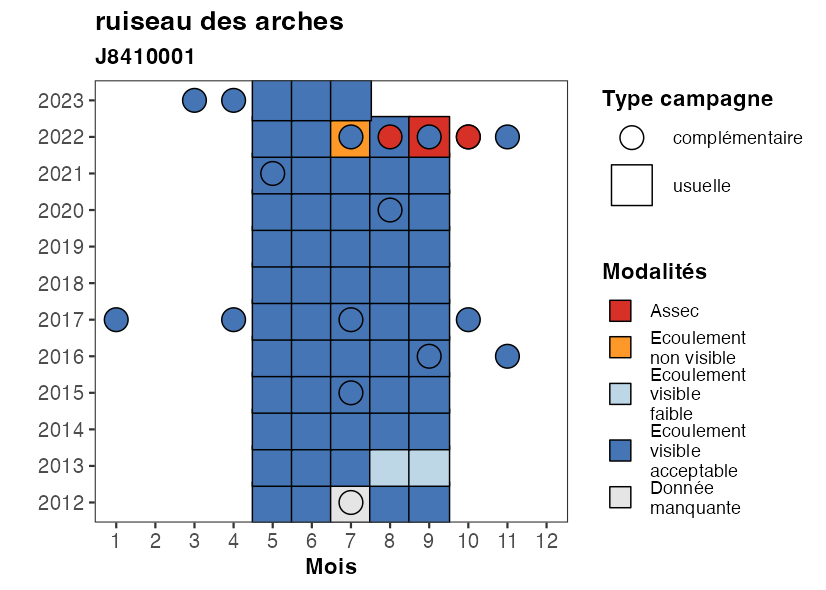 ruiseau des arches
J8410001
2023
2022
2021
2020
2019
2018
2017
2016
2015
2014
2013
2012
1 2 3 4 5 6 7 8 9 10 11 12
Mois
Type campagne
complémentaire
usuelle
Modalités
Assec
Ecoulement
non visible
Ecoulement
visible
faible
Ecoulement
visible
acceptable
Donnée
manquante